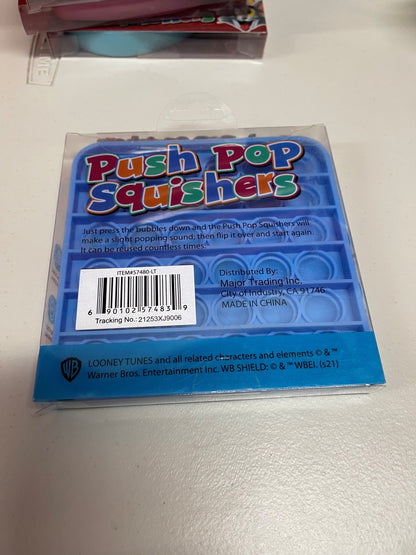 Push Pop
Squishers
Just press the bubbles down and the Push Pop Squishers will
make a slight popping sound; then flip it over and start again.
It can be reused countless times.
ITEM#57480-LT
6 90102 57483 9
Tracking No.: 21253XJ9006
Distributed By:
Major Trading Inc.
City of Industry, CA 91746
MADE IN CHINA
WB
LOONEY TUNES and all related characters and elements © & ™
Warner Bros. Entertainment Inc. WB SHIELD: © & ™ WBEI. (s21)